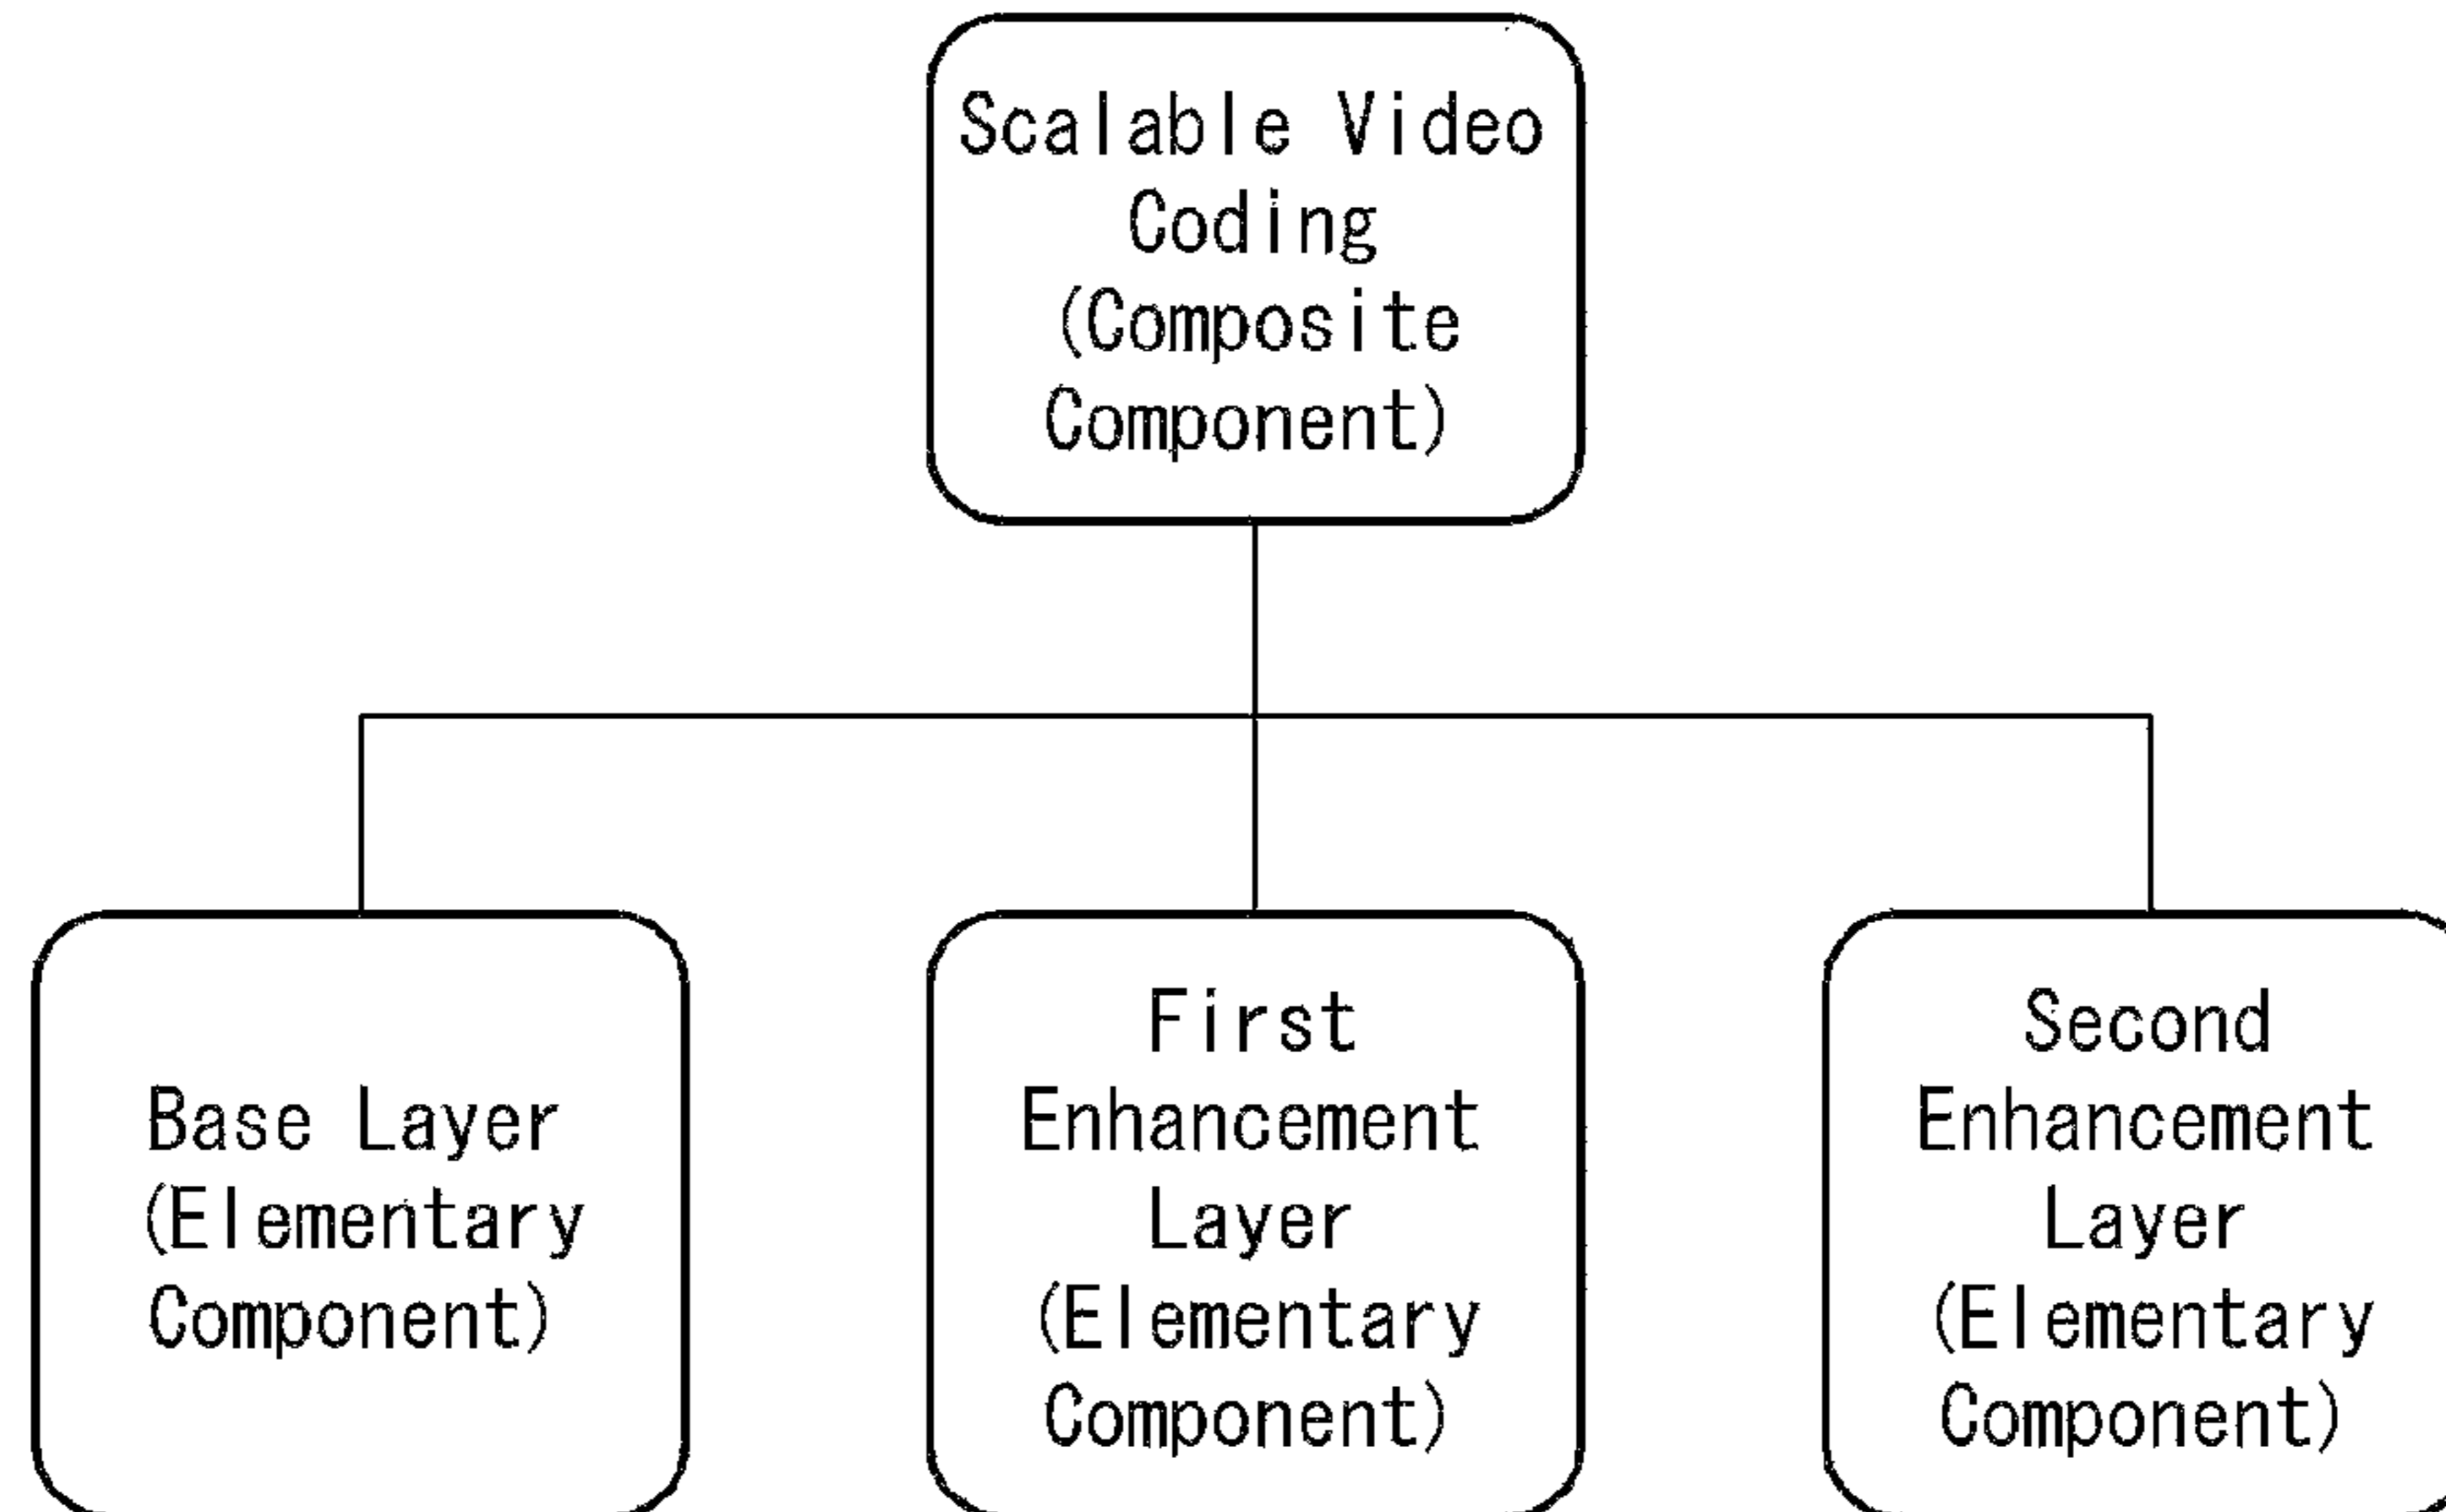 Scalable Video
Coding
(Composite
Component)
Base Layer
(Elementary
Component)
First
Enhancement
Layer
(Elementary
Component)
Second
Enhancement
Layer
(Elementary
Component)